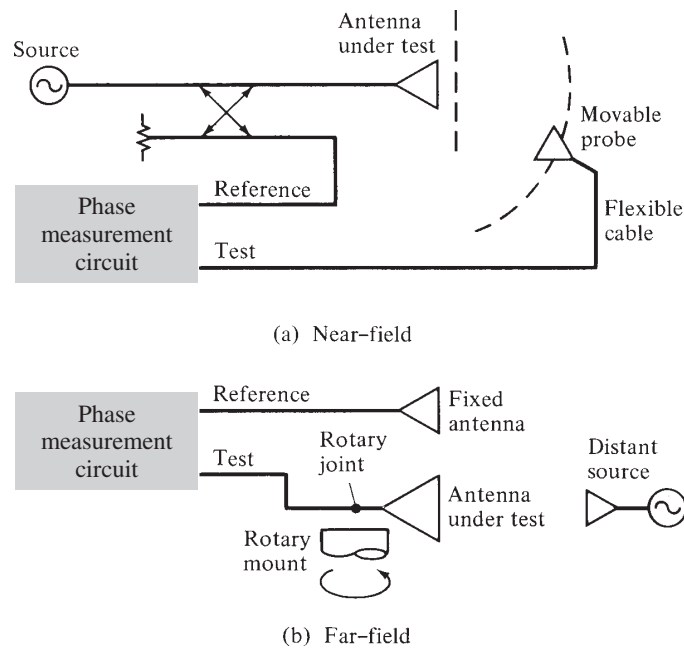 Source
Antenna
under test
Movable
probe
Reference
Phase
measurement
circuit
Flexible
cable
Test
(a) Near-field
Reference
Fixed
antenna
Phase
measurement
circuit
Test
Rotary
joint
Distant
source
Antenna
under test
Rotary
mount
(b) Far-field